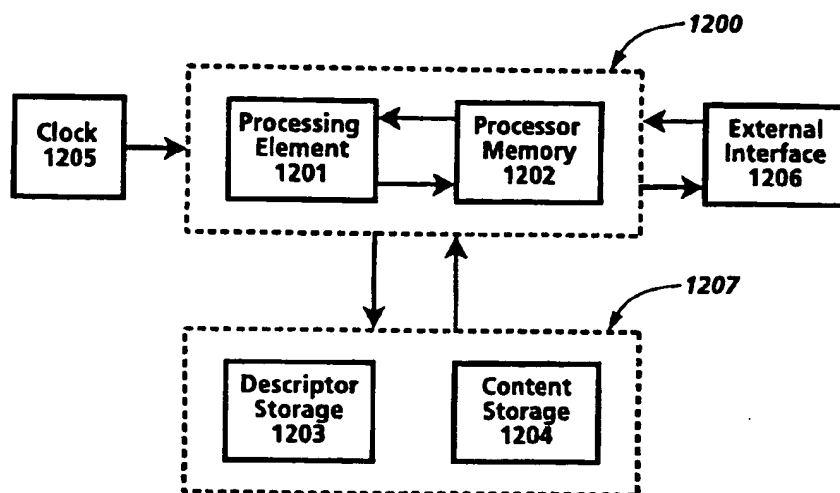 1200
Clock
1205
Processing
Element
1201
Processor
Memory
1202
External
Interface
1206
1207
Descriptor
Storage
1203
Content
Storage
1204